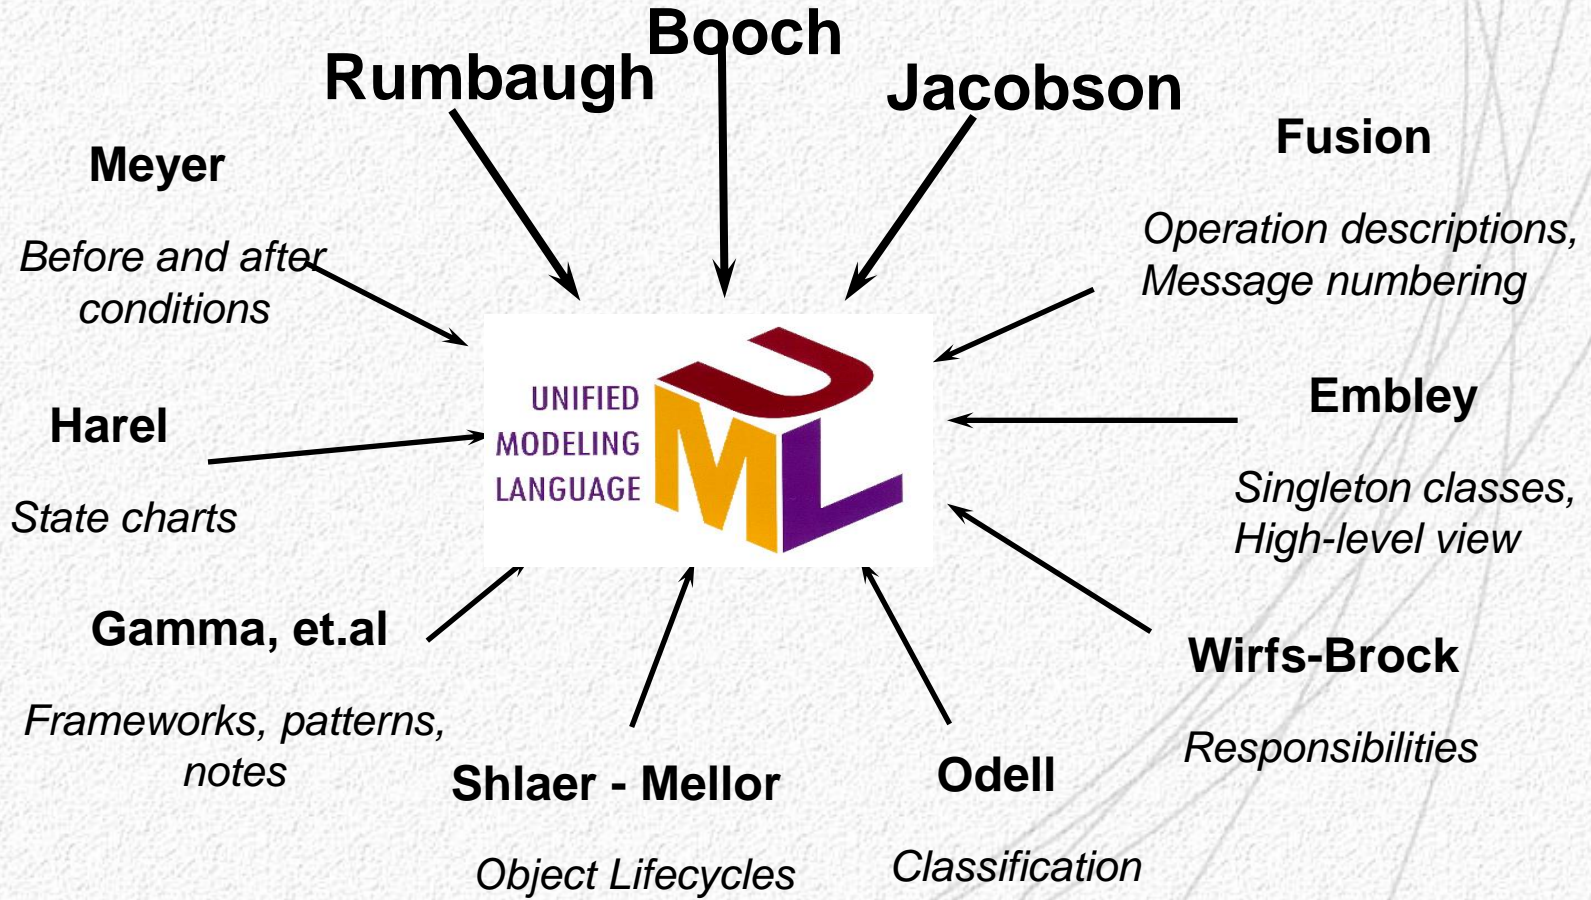 Booch
Rumbaugh
Jacobson
Meyer
Before and after
conditions
Fusion
Operation descriptions,
Message numbering
UNIFIED
MODELING
LANGUAGE
UML
Harel
State charts
Embley
Singleton classes,
High-level view
Gamma, et.al
Frameworks, patterns,
notes
Shlaer - Mellor
Object Lifecycles
Odell
Classification
Wirfs-Brock
Responsibilities